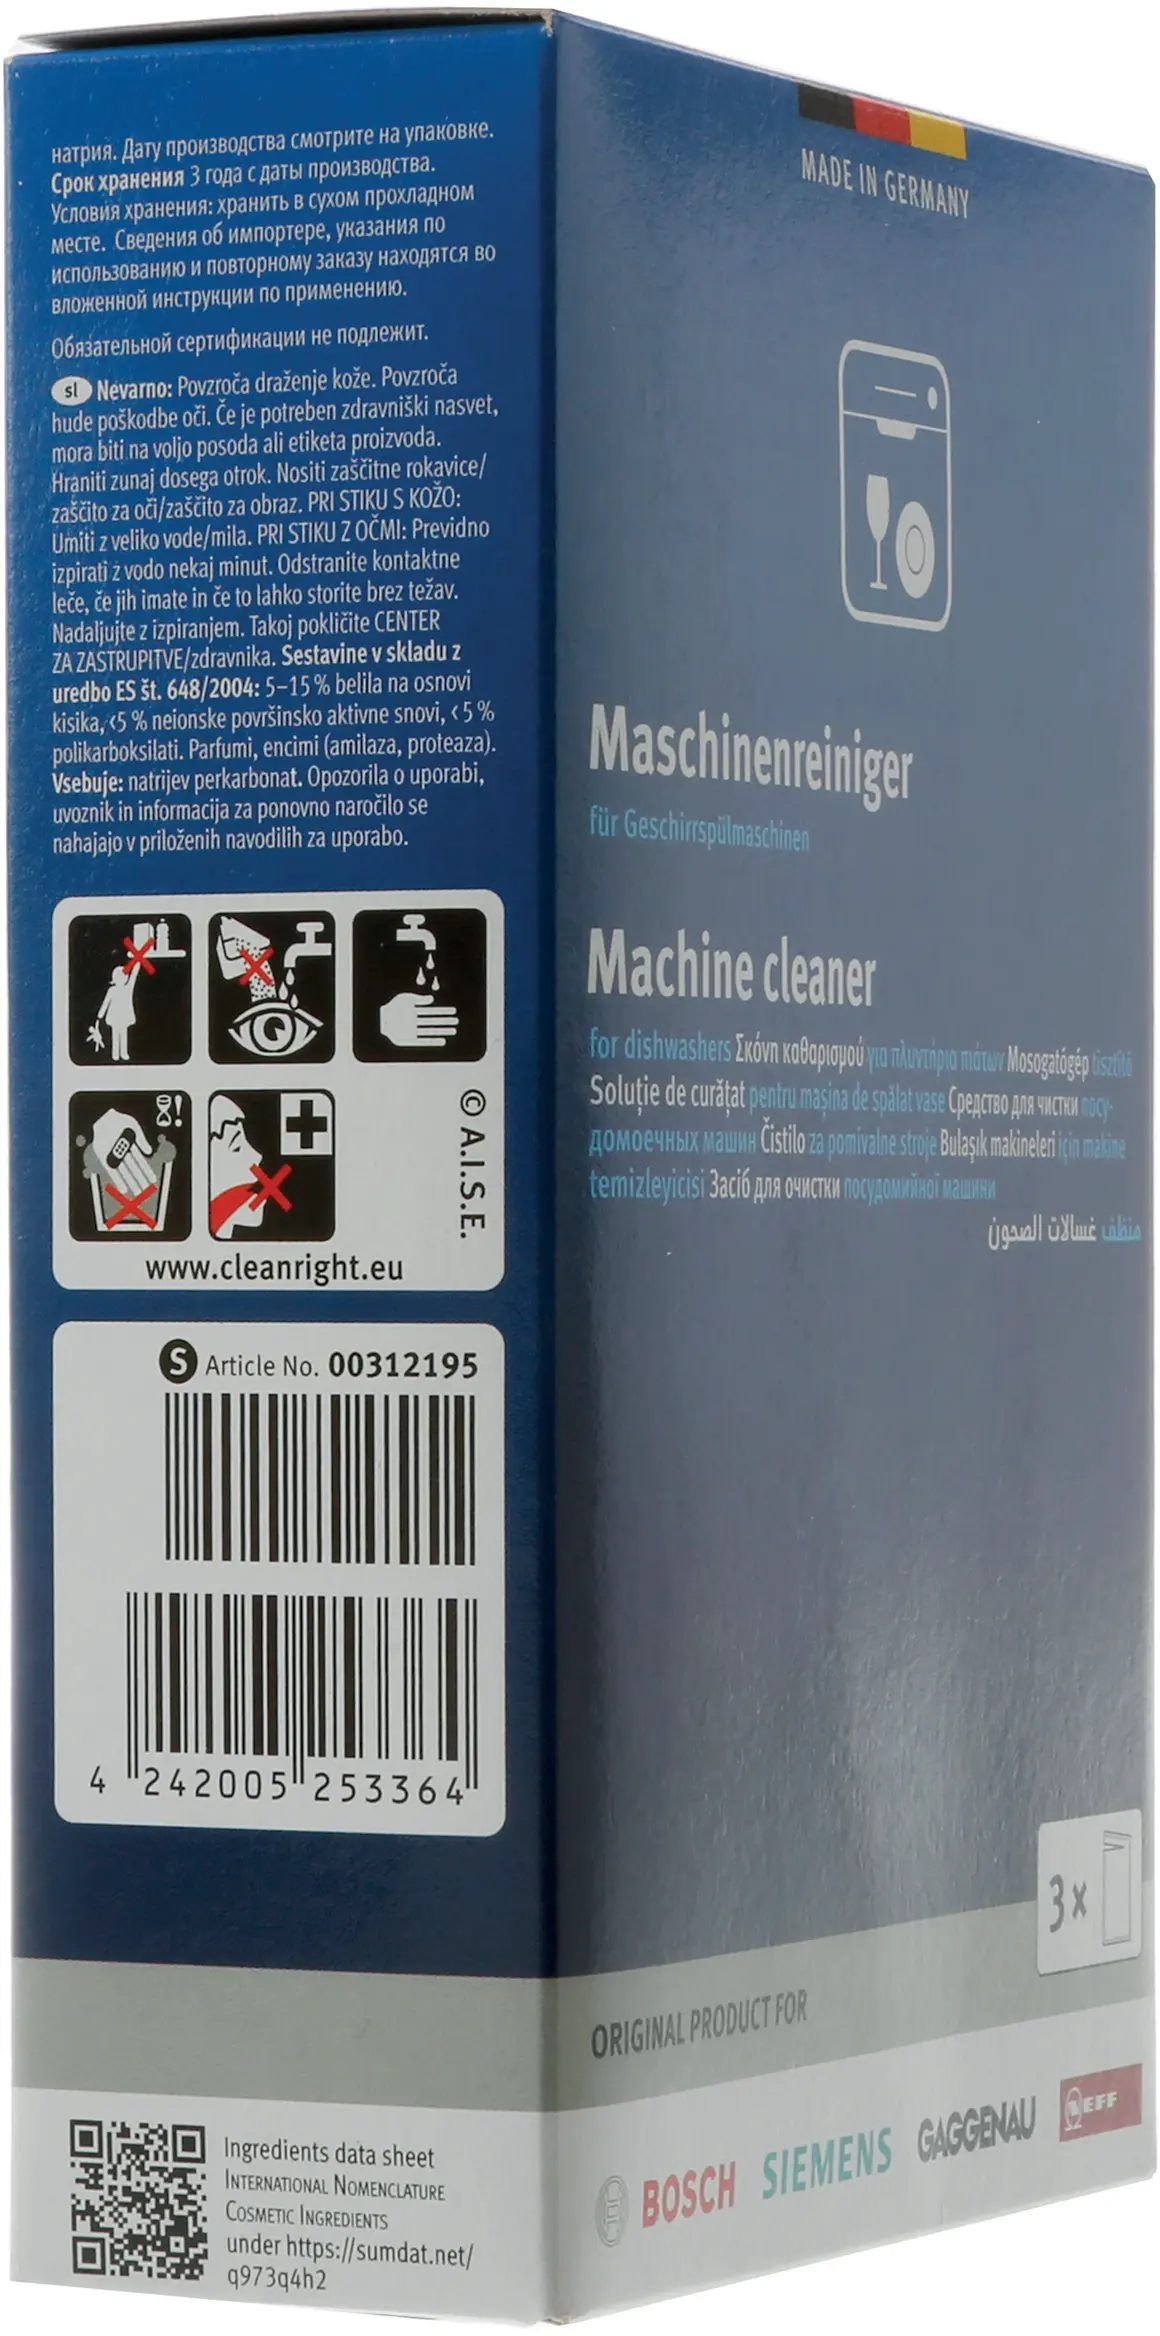 натрия. Дату производства смотрите на упаковке.
Срок хранения 3 года с даты производства.
Условия хранения: хранить в сухом прохладном
месте. Сведения об импортере, указания по
использованию и повторному заказу находятся во
вложенной инструкции по применению.
Обязательной сертификации не подлежит.
sl Nevarno: Povzroča draženje kože. Povzroča
hude poškodbe oči. Če je potreben zdravniški nasvet,
mora biti na voljo posoda ali etiketa proizvoda.
Hraniti zunaj dosega otrok. Nositi zaščitne rokavice/
zaščito za oči/zaščito za obraz. PRI STIKU S KOŽO:
Umiti z veliko vode/mila. PRI STIKU Z OČMI: Previdno
izpirati z vodo nekaj minut. Odstranite kontaktne
leče, če jih imate in če to lahko storite brez težav.
Nadaljujte z izpiranjem. Takoj pokličite CENTER
ZA ZASTRUPITVE/zdravnika. Sestavine v skladu z
uredbo ES št. 648/2004: 5–15 % belila na osnovi
kisika, <5 % neionske površinsko aktivne snovi, < 5 %
polikarboksilati. Parfumi, encimi (amilaza, proteaza).
Vsebuje: natrijev perkarbonat. Opozorila o uporabi,
uvoznik in informacija za ponovno naročilo se
nahajajo v priloženih navodilih za uporabo.
© A.I.S.E.
www.cleanright.eu
S Article No. 00312195
4 242005 253364
Ingredients data sheet
INTERNATIONAL NOMENCLATURE
COSMETIC INGREDIENTS
under https://sumdat.net/
q973q4h2
MADE IN GERMANY
Maschinenreiniger
für Geschirrspülmaschinen
Machine cleaner
for dishwashers Σκόνη καθαρισμού για πλυντήρια πιάτων Mosogatógép tisztító
Soluție de curățat pentru mașina de spălat vase Средство для чистки посу-
домоечных машин Čistilo za pomivalne stroje Bulaşık makineleri için makine
temizleyicisi Засіб для очистки посудомийної машини
منظف غسالات الصحون
3 x
ORIGINAL PRODUCT FOR
BOSCH SIEMENS GAGGENAU NEFF